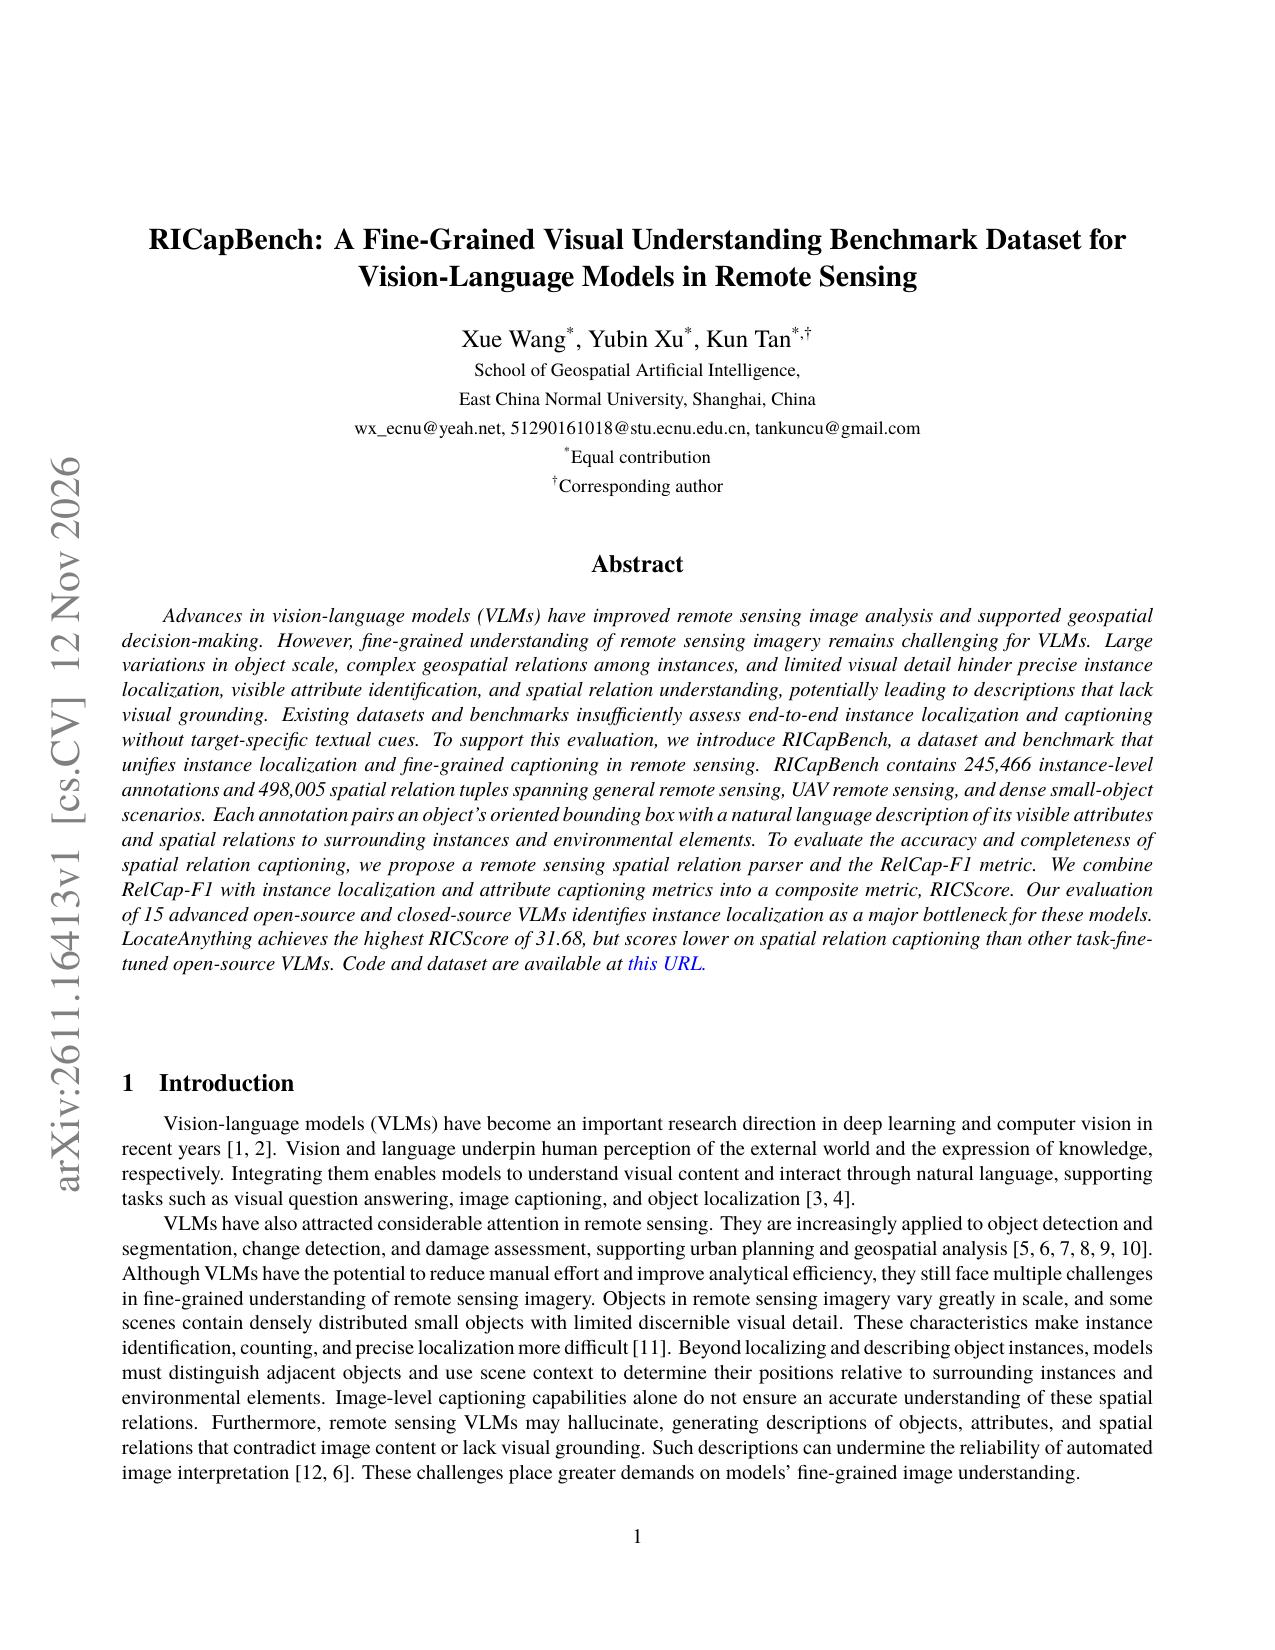 RICapBench: A Fine-Grained Visual Understanding Benchmark Dataset for
Vision-Language Models in Remote Sensing
Xue Wang*, Yubin Xu*, Kun Tan*,†
School of Geospatial Artificial Intelligence,
East China Normal University, Shanghai, China
wx_ecnu@yeah.net, 51290161018@stu.ecnu.edu.cn, tankuncu@gmail.com
*Equal contribution
†Corresponding author
arXiv:2611.16413v1 [cs.CV] 12 Nov 2026
Abstract
Advances in vision-language models (VLMs) have improved remote sensing image analysis and supported geospatial
decision-making. However, fine-grained understanding of remote sensing imagery remains challenging for VLMs. Large
variations in object scale, complex geospatial relations among instances, and limited visual detail hinder precise instance
localization, visible attribute identification, and spatial relation understanding, potentially leading to descriptions that lack
visual grounding. Existing datasets and benchmarks insufficiently assess end-to-end instance localization and captioning
without target-specific textual cues. To support this evaluation, we introduce RICapBench, a dataset and benchmark that
unifies instance localization and fine-grained captioning in remote sensing. RICapBench contains 245,466 instance-level
annotations and 498,005 spatial relation tuples spanning general remote sensing, UAV remote sensing, and dense small-object
scenarios. Each annotation pairs an object's oriented bounding box with a natural language description of its visible attributes
and spatial relations to surrounding instances and environmental elements. To evaluate the accuracy and completeness of
spatial relation captioning, we propose a remote sensing spatial relation parser and the RelCap-F1 metric. We combine
RelCap-F1 with instance localization and attribute captioning metrics into a composite metric, RICScore. Our evaluation
of 15 advanced open-source and closed-source VLMs identifies instance localization as a major bottleneck for these models.
LocateAnything achieves the highest RICScore of 31.68, but scores lower on spatial relation captioning than other task-fine-
tuned open-source VLMs. Code and dataset are available at this URL.
1 Introduction
Vision-language models (VLMs) have become an important research direction in deep learning and computer vision in
recent years [1, 2]. Vision and language underpin human perception of the external world and the expression of knowledge,
respectively. Integrating them enables models to understand visual content and interact through natural language, supporting
tasks such as visual question answering, image captioning, and object localization [3, 4].
VLMs have also attracted considerable attention in remote sensing. They are increasingly applied to object detection and
segmentation, change detection, and damage assessment, supporting urban planning and geospatial analysis [5, 6, 7, 8, 9, 10].
Although VLMs have the potential to reduce manual effort and improve analytical efficiency, they still face multiple challenges
in fine-grained understanding of remote sensing imagery. Objects in remote sensing imagery vary greatly in scale, and some
scenes contain densely distributed small objects with limited discernible visual detail. These characteristics make instance
identification, counting, and precise localization more difficult [11]. Beyond localizing and describing object instances, models
must distinguish adjacent objects and use scene context to determine their positions relative to surrounding instances and
environmental elements. Image-level captioning capabilities alone do not ensure an accurate understanding of these spatial
relations. Furthermore, remote sensing VLMs may hallucinate, generating descriptions of objects, attributes, and spatial
relations that contradict image content or lack visual grounding. Such descriptions can undermine the reliability of automated
image interpretation [12, 6]. These challenges place greater demands on models' fine-grained image understanding.
1